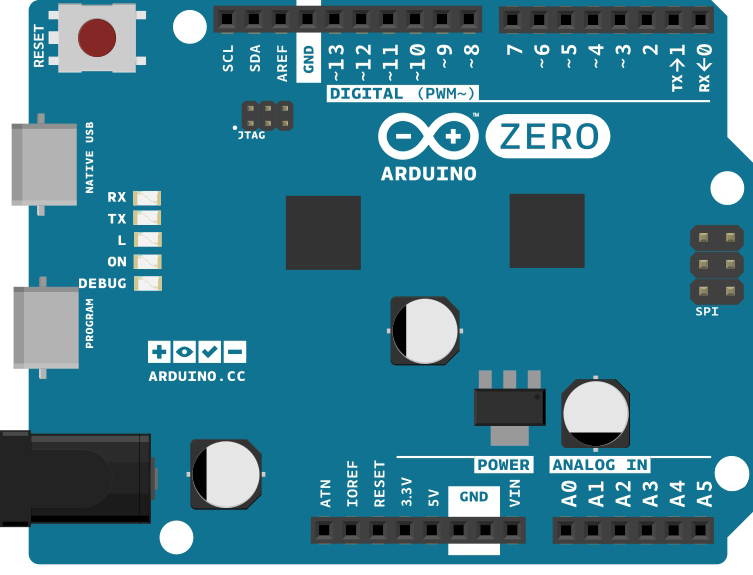 RESET
SCL
SDA
AREF
GND
~13
~12
~11
~10
~9
~8
7
~6
~5
~4
~3
2
TX→1
RX←0
DIGITAL (PWM~)
JTAG
™
ZERO
ARDUINO
NATIVE USB
RX
TX
L
ON
DEBUG
SPI
PROGRAM
ARDUINO.CC
POWER
ANALOG IN
ATN
IOREF
RESET
3.3V
5V
GND
VIN
A0
A1
A2
A3
A4
A5